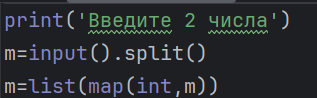 print('Введите 2 числа')
m=input().split()
m=list(map(int,m))